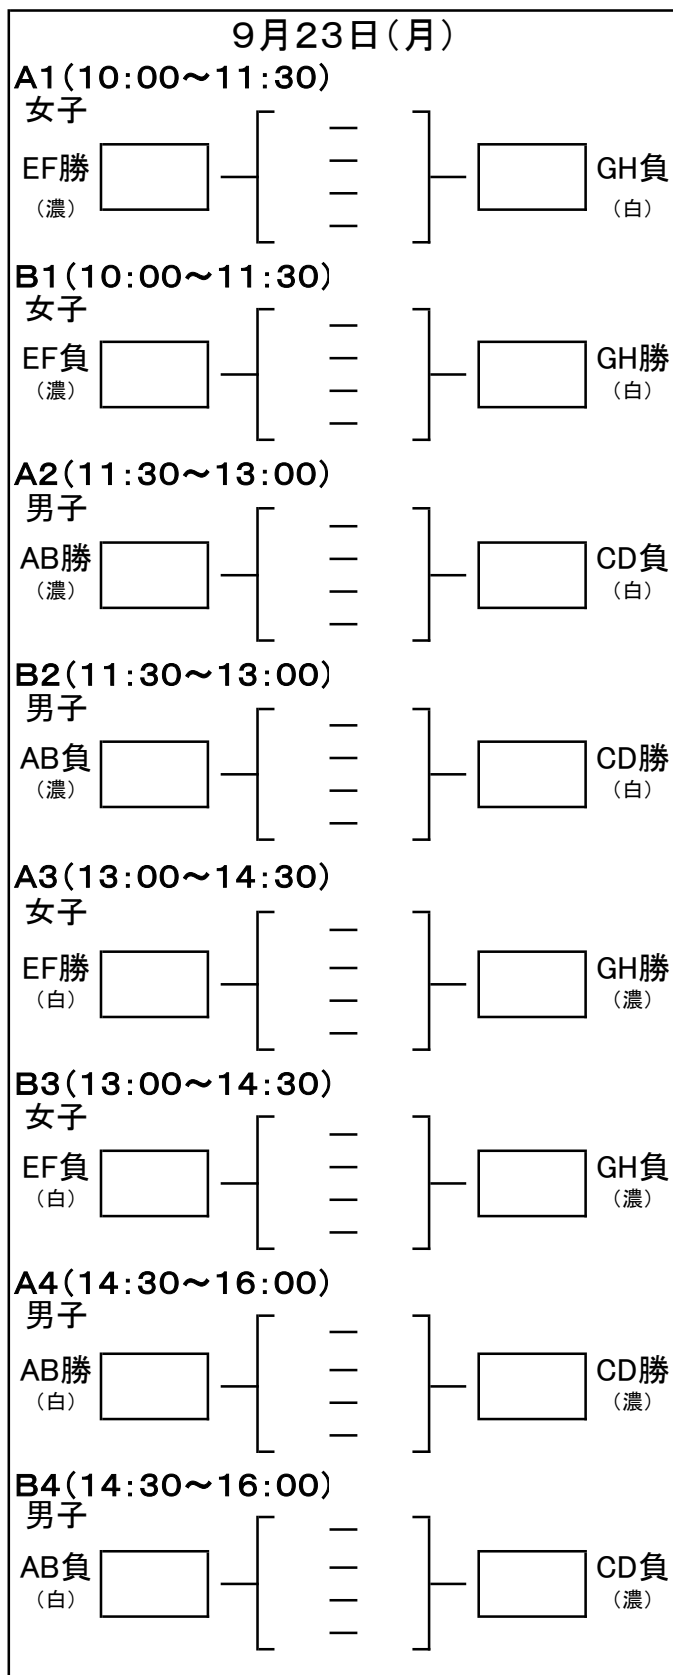 9月23日(月)
A1(10:00～11:30)
女子
EF勝 GH負
(濃) (白)
B1(10:00～11:30)
女子
EF負 GH勝
(濃) (白)
A2(11:30～13:00)
男子
AB勝 CD負
(濃) (白)
B2(11:30～13:00)
男子
AB負 CD勝
(濃) (白)
A3(13:00～14:30)
女子
EF勝 GH勝
(白) (濃)
B3(13:00～14:30)
女子
EF負 GH負
(白) (濃)
A4(14:30～16:00)
男子
AB勝 CD勝
(白) (濃)
B4(14:30～16:00)
男子
AB負 CD負
(白) (濃)